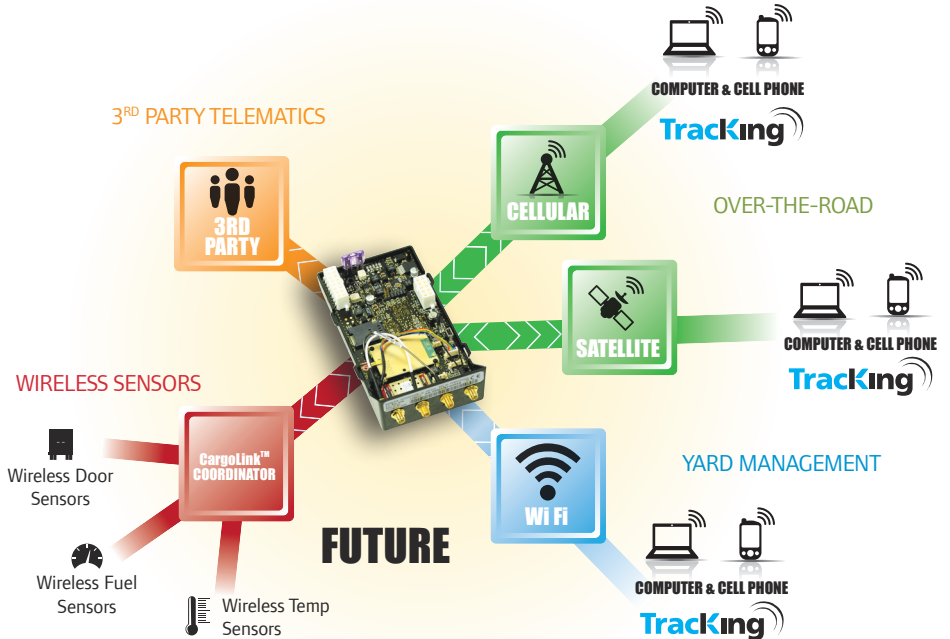 COMPUTER & CELL PHONE
TracKing
3RD PARTY TELEMATICS
3RD
PARTY
CELLULAR
OVER-THE-ROAD
SATELLITE
COMPUTER & CELL PHONE
TracKing
WIRELESS SENSORS
CargoLink™
COORDINATOR
Wireless Door
Sensors
Wireless Fuel
Sensors
Wireless Temp
Sensors
FUTURE
YARD MANAGEMENT
Wi Fi
COMPUTER & CELL PHONE
TracKing